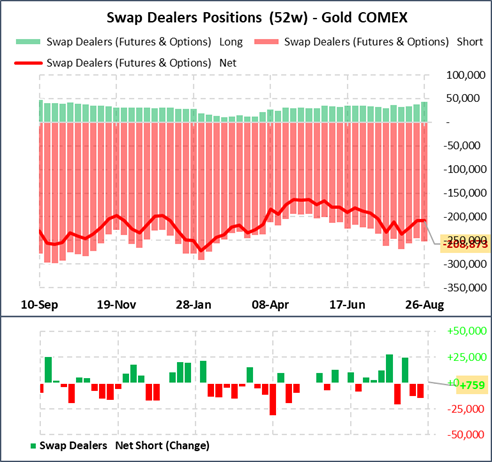 Swap Dealers Positions (52w) - Gold COMEX
Swap Dealers (Futures & Options) Long
Swap Dealers (Futures & Options) Short
Swap Dealers (Futures & Options) Net
100,000
50,000
-
-50,000
-100,000
-150,000
-200,000
-250,000
-208,873
-300,000
-350,000
10-Sep 19-Nov 28-Jan 08-Apr 17-Jun 26-Aug
+50,000
+25,000
+0
+759
-25,000
-50,000
Swap Dealers Net Short (Change)